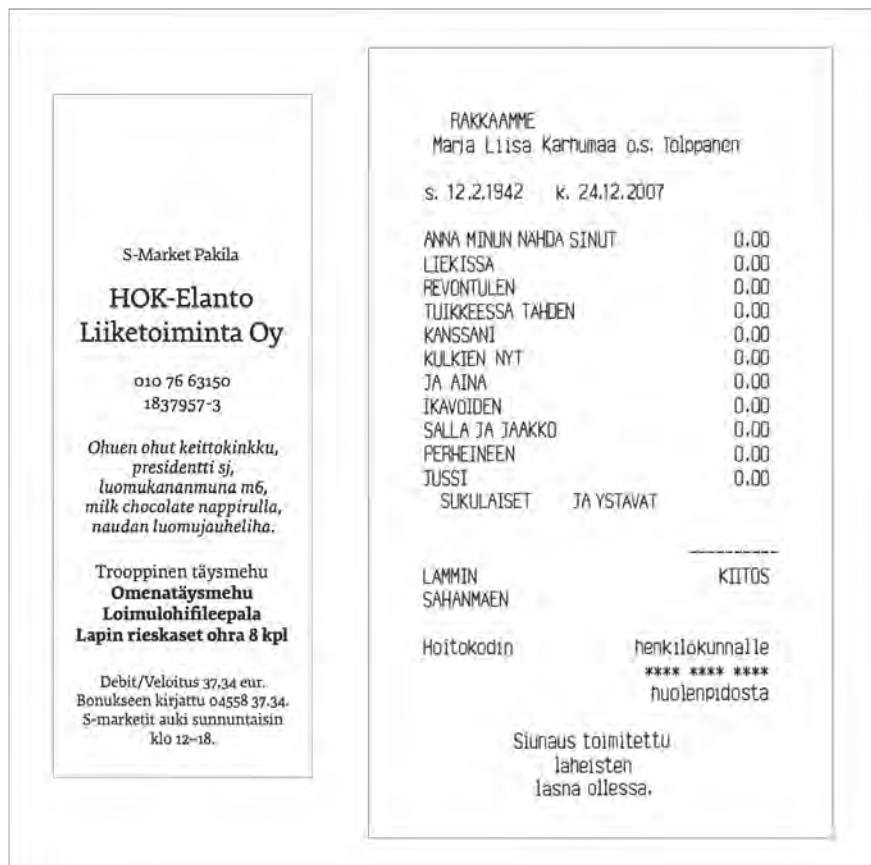 S-Market Pakila
HOK-Elanto
Liiketoiminta Oy
010 76 63150
1837957-3
Ohuen ohut keittokinkku,
presidentti sj,
luomukananmuna m6,
milk chocolate nappirulla,
naudan luomujauheliha.
Trooppinen täysmehu
Omenatäysmehu
Loimulohifileepala
Lapin rieskaset ohra 8 kpl
Debit/Veloitus 37,34 eur.
Bonukseen kirjattu 04558 37.34.
S-marketit auki sunnuntaisin
klo 12–18.
RAKKAAMME
Marja Liisa Karhumaa o.s. Tolppanen
s. 12.2.1942 k. 24.12.2007
ANNA MINUN NAHDA SINUT 0.00
LIEKISSA 0.00
REVONTULEN 0.00
TUIKKEESSA TAHDEN 0.00
KANSSANI 0.00
KULKIEN NYT 0.00
JA AINA 0.00
IKAVOIDEN 0.00
SALLA JA JAAKKO 0.00
PERHEINEEN 0.00
JUSSI 0.00
SUKULAISET JA YSTAVAT
----------
LAMMIN KIITOS
SAHANMAEN
Hoitokodin henkilokunnalle
**** **** ****
huolenpidosta
Siunaus toimitettu
laheisten
lasna ollessa.